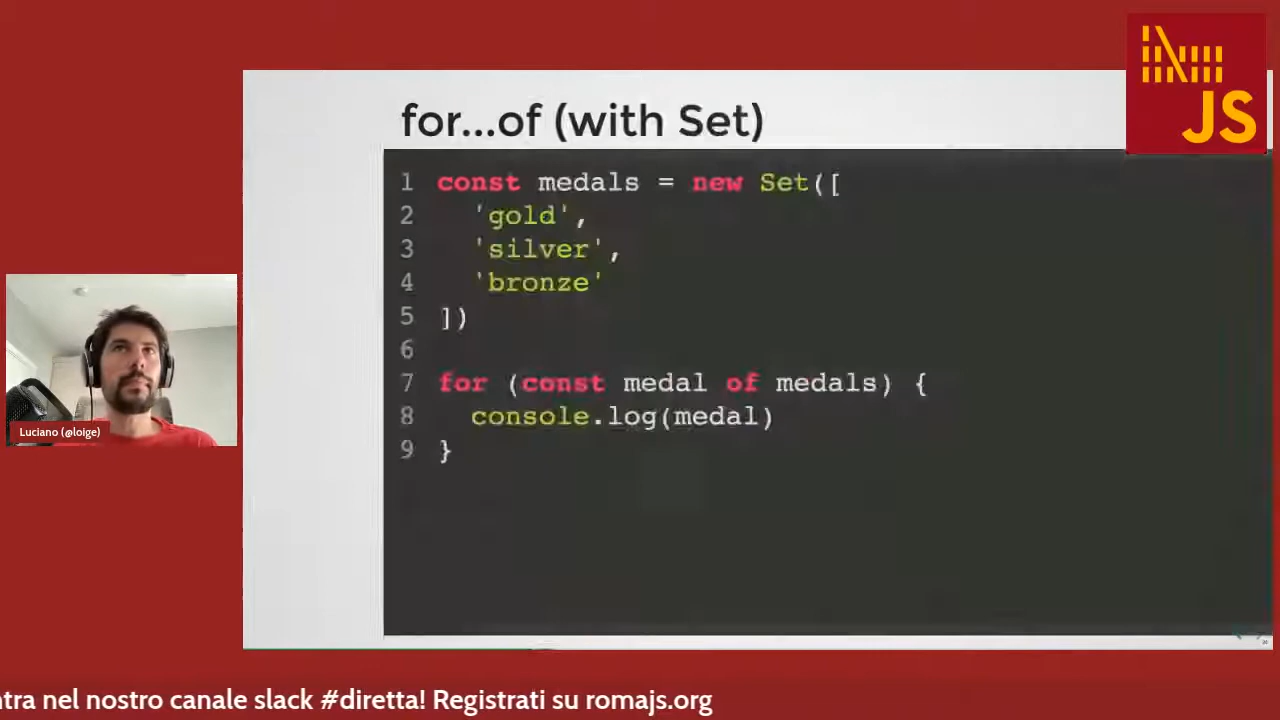 JS
for...of (with Set)
1 const medals = new Set([
2   'gold',
3   'silver',
4   'bronze'
5 ])
6
7 for (const medal of medals) {
8   console.log(medal)
9 }
Luciano (@loige)
ntra nel nostro canale slack #diretta! Registrati su romajs.org